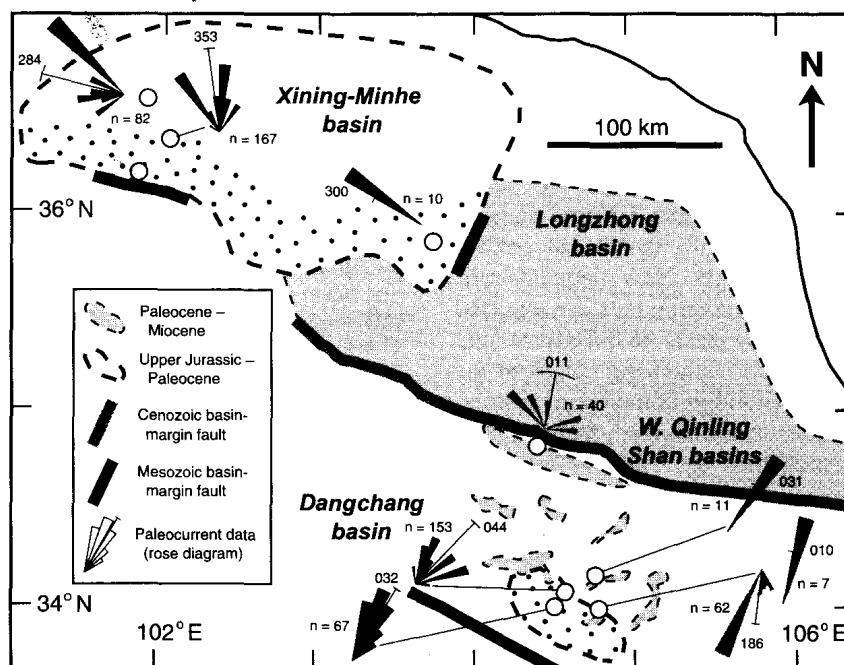 353
284
Xining-Minhe
basin
N
n = 82
n = 167
100 km
300
n = 10
36°N
Longzhong
basin
Paleocene –
Miocene
Upper Jurassic –
Paleocene
Cenozoic basin-
margin fault
Mesozoic basin-
margin fault
Paleocurrent data
(rose diagram)
011
n = 40
W. Qinling
Shan basins
031
n = 11
Dangchang
basin
n = 153
044
010
n = 7
032
34°N
n = 62
n = 67
186
102°E
106°E